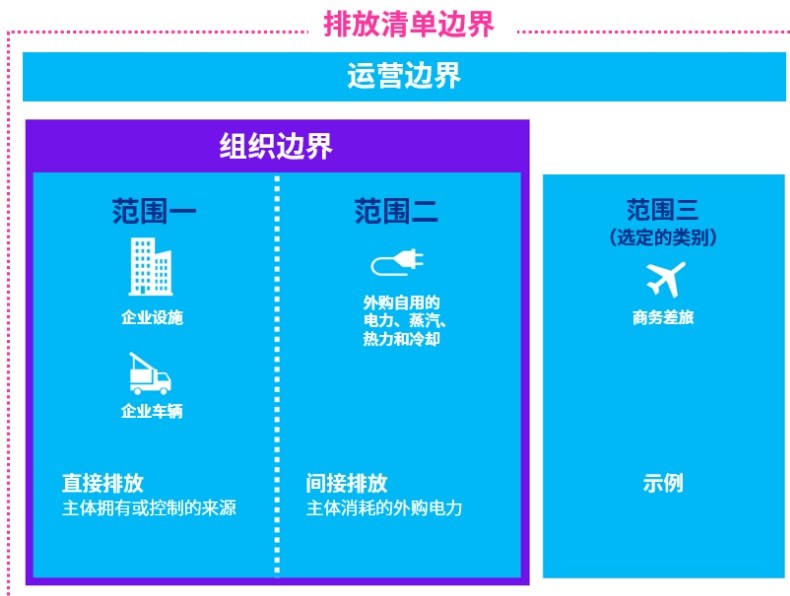 排放清单边界
运营边界
组织边界
范围一
企业设施
企业车辆
直接排放
主体拥有或控制的来源
范围二
外购自用的
电力、蒸汽、
热力和冷却
间接排放
主体消耗的外购电力
范围三
（选定的类别）
商务差旅
示例